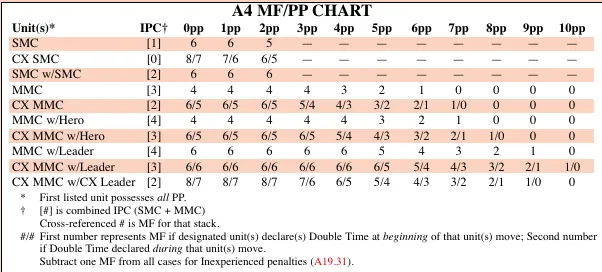 A4 MF/PP CHART
Unit(s)* IPC† 0pp 1pp 2pp 3pp 4pp 5pp 6pp 7pp 8pp 9pp 10pp
SMC [1] 6 6 5 — — — — — — — —
CX SMC [0] 8/7 7/6 6/5 — — — — — — — —
SMC w/SMC [2] 6 6 6 — — — — — — — —
MMC [3] 4 4 4 4 3 2 1 0 0 0 0
CX MMC [2] 6/5 6/5 6/5 5/4 4/3 3/2 2/1 1/0 0 0 0
MMC w/Hero [4] 4 4 4 4 4 3 2 1 0 0 0
CX MMC w/Hero [3] 6/5 6/5 6/5 6/5 5/4 4/3 3/2 2/1 1/0 0 0
MMC w/Leader [4] 6 6 6 6 6 5 4 3 2 1 0
CX MMC w/Leader [3] 6/6 6/6 6/6 6/6 6/6 6/5 5/4 4/3 3/2 2/1 1/0
CX MMC w/CX Leader [2] 8/7 8/7 8/7 7/6 6/5 5/4 4/3 3/2 2/1 1/0 0
* First listed unit possesses all PP.
† [#] is combined IPC (SMC + MMC)
Cross-referenced # is MF for that stack.
#/# First number represents MF if designated unit(s) declare(s) Double Time at beginning of that unit(s) move; Second number
if Double Time declared during that unit(s) move.
Subtract one MF from all cases for Inexperienced penalties (A19.31).